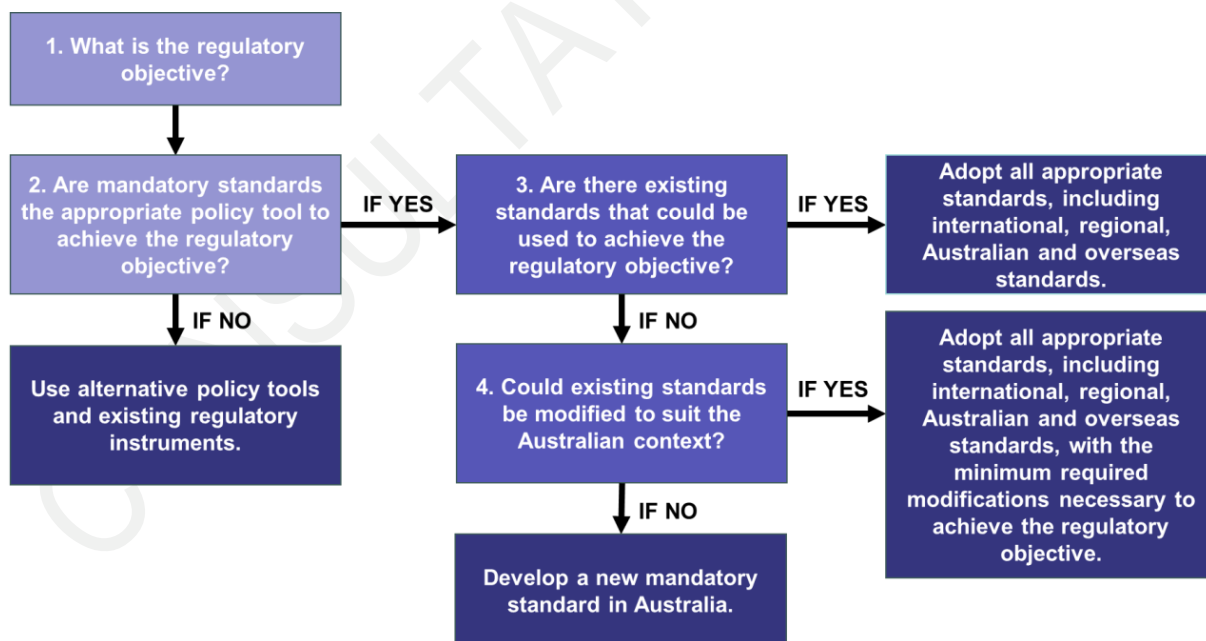 1. What is the regulatory
objective?
2. Are mandatory standards
the appropriate policy tool to
achieve the regulatory
objective?
IF YES
3. Are there existing
standards that could be
used to achieve the
regulatory objective?
IF YES
Adopt all appropriate
standards, including
international, regional,
Australian and overseas
standards.
IF NO
Use alternative policy tools
and existing regulatory
instruments.
IF NO
4. Could existing standards
be modified to suit the
Australian context?
IF YES
Adopt all appropriate
standards, including
international, regional,
Australian and overseas
standards, with the
minimum required
modifications necessary to
achieve the regulatory
objective.
IF NO
Develop a new mandatory
standard in Australia.